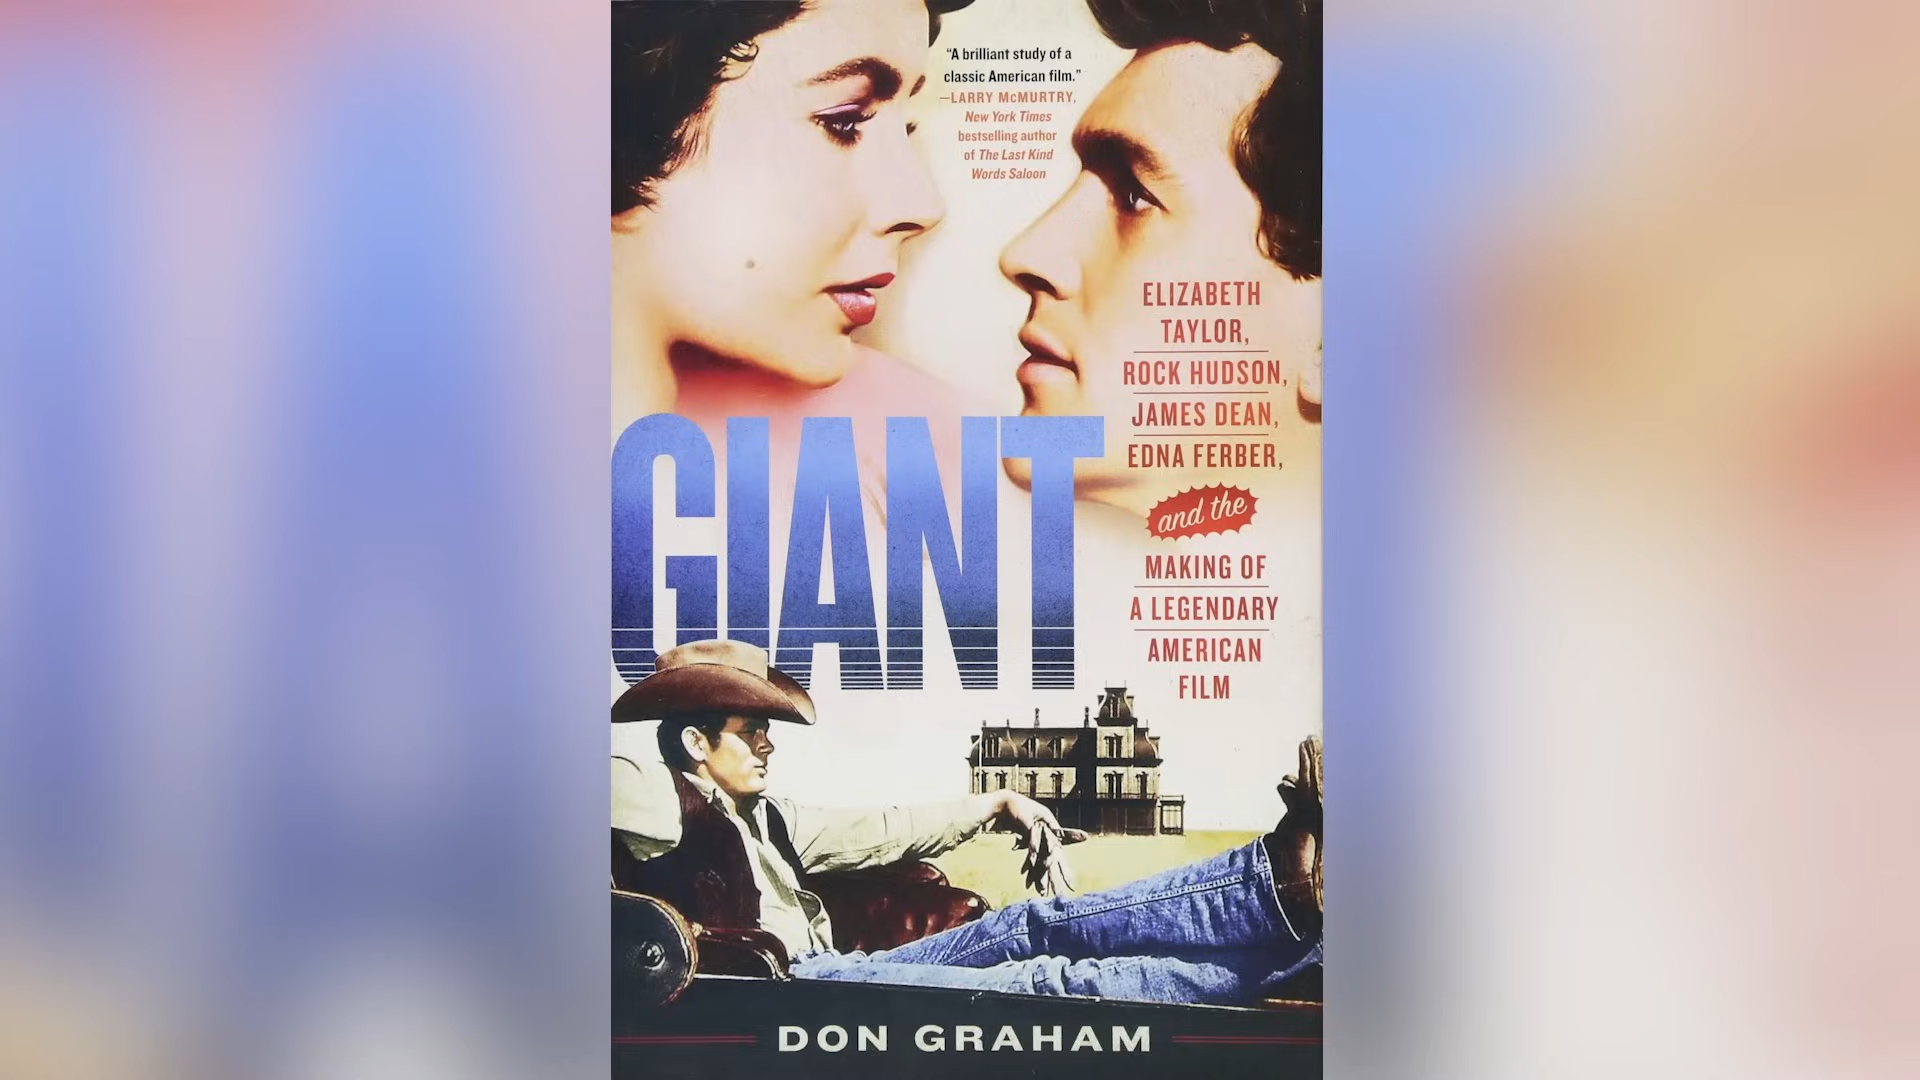 “A brilliant study of a
classic American film.”
—LARRY McMURTRY,
New York Times
bestselling author
of The Last Kind
Words Saloon
ELIZABETH
TAYLOR,
ROCK HUDSON,
JAMES DEAN,
EDNA FERBER,
and the
MAKING OF
A LEGENDARY
AMERICAN
FILM
GIANT
DON GRAHAM